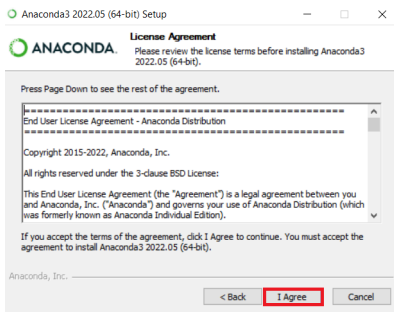 Anaconda3 2022.05 (64-bit) Setup
ANACONDA.
License Agreement
Please review the license terms before installing Anaconda3
2022.05 (64-bit).
Press Page Down to see the rest of the agreement.
==================================================
End User License Agreement - Anaconda Distribution
==================================================
Copyright 2015-2022, Anaconda, Inc.
All rights reserved under the 3-clause BSD License:
This End User License Agreement (the "Agreement") is a legal agreement between you
and Anaconda, Inc. ("Anaconda") and governs your use of Anaconda Distribution (which
was formerly known as Anaconda Individual Edition).
If you accept the terms of the agreement, click I Agree to continue. You must accept the
agreement to install Anaconda3 2022.05 (64-bit).
Anaconda, Inc.
< Back
I Agree
Cancel